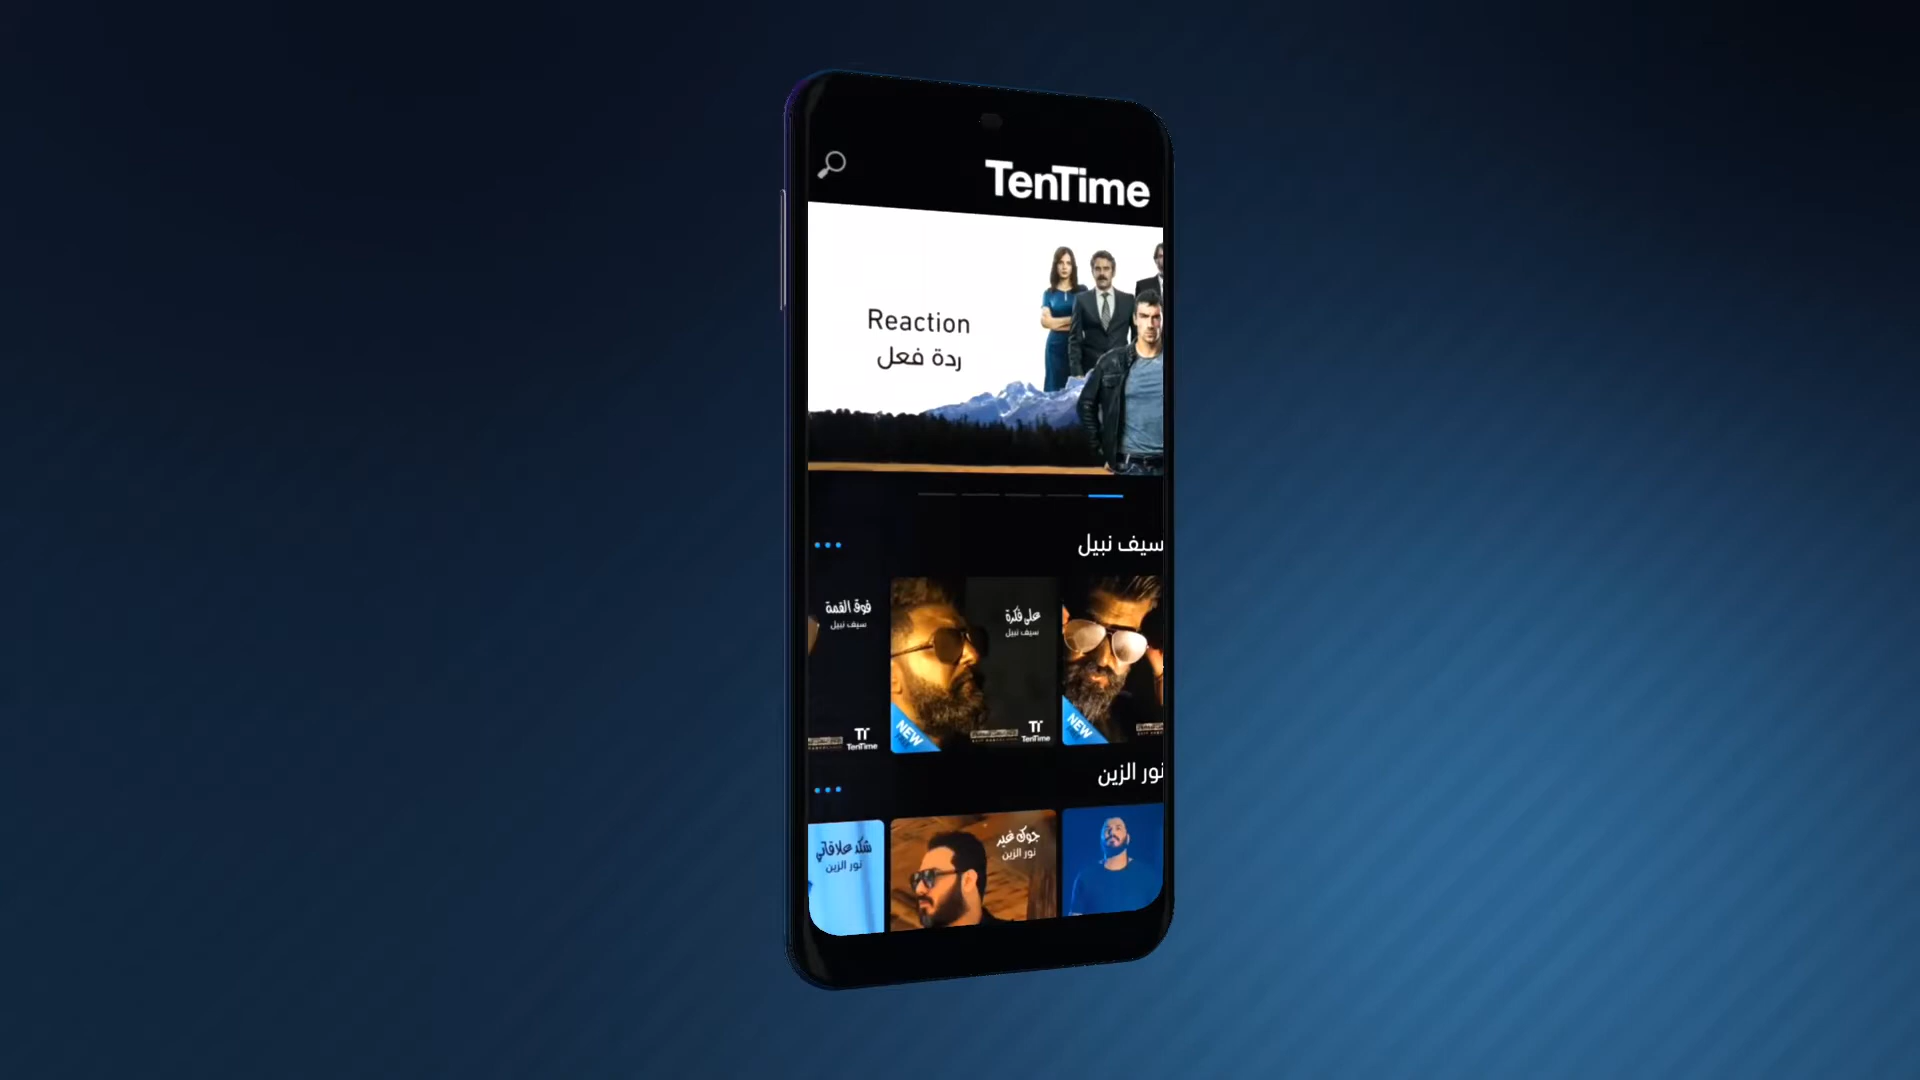 TenTime
Reaction
ردة فعل
سيف نبيل
فوق القمة
سيف نبيل
على فكرة
سيف نبيل
NEW
NEW
TenTime
TenTime
نور الزين
شكد علاقاتي
نور الزين
جوك غير
نور الزين